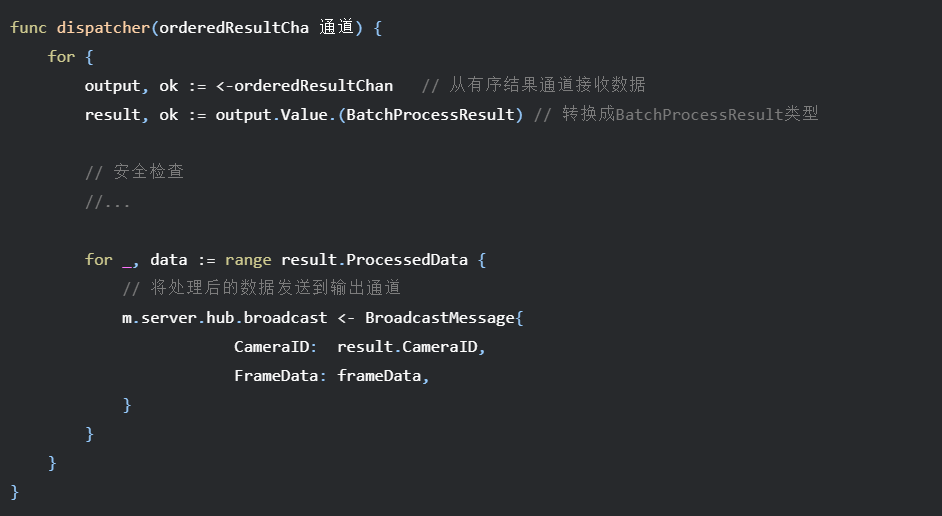 func dispatcher(orderedResultCha 通道) {
for {
output, ok := <-orderedResultChan // 从有序结果通道接收数据
result, ok := output.Value.(BatchProcessResult) // 转换成BatchProcessResult类型
// 安全检查
//...
for _, data := range result.ProcessedData {
// 将处理后的数据发送到输出通道
m.server.hub.broadcast <- BroadcastMessage{
CameraID: result.CameraID,
FrameData: frameData,
}
}
}
}